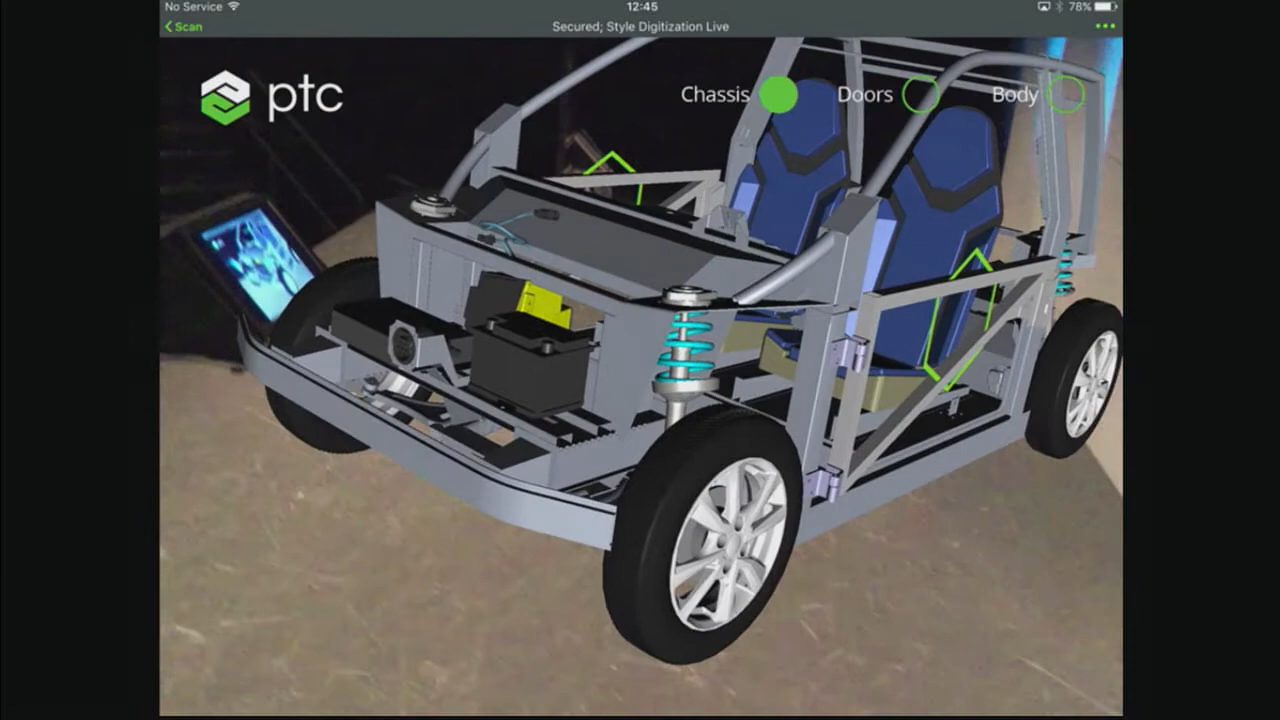 No Service
12:45
78%
Scan
Secured; Style Digitization Live
ptc
Chassis
Doors
Body